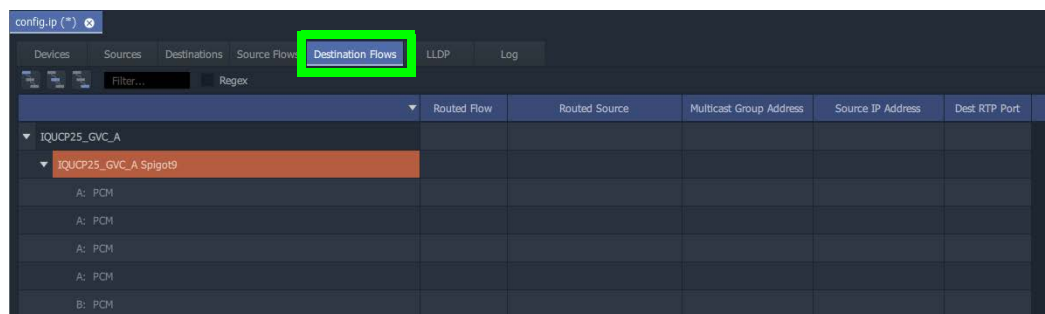 config.ip (*)
Devices Sources Destinations Source Flows Destination Flows LLDP Log
Filter... Regex
Routed Flow Routed Source Multicast Group Address Source IP Address Dest RTP Port
IQUCP25_GVC_A
IQUCP25_GVC_A Spigot9
A: PCM
A: PCM
A: PCM
A: PCM
B: PCM